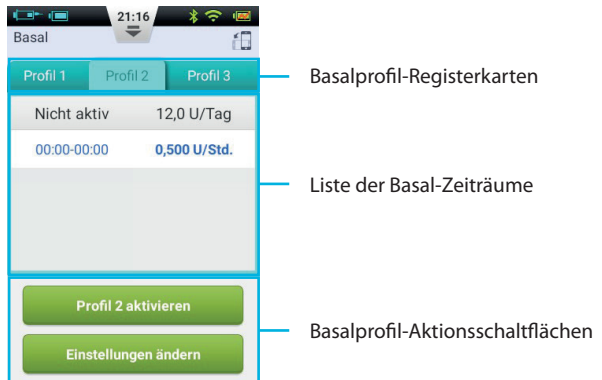 21:16
Basal
Profil 1 Profil 2 Profil 3
Basalprofil-Registerkarten
Nicht aktiv 12,0 U/Tag
00:00-00:00 0,500 U/Std.
Liste der Basal-Zeiträume
Profil 2 aktivieren
Basalprofil-Aktionsschaltflächen
Einstellungen ändern